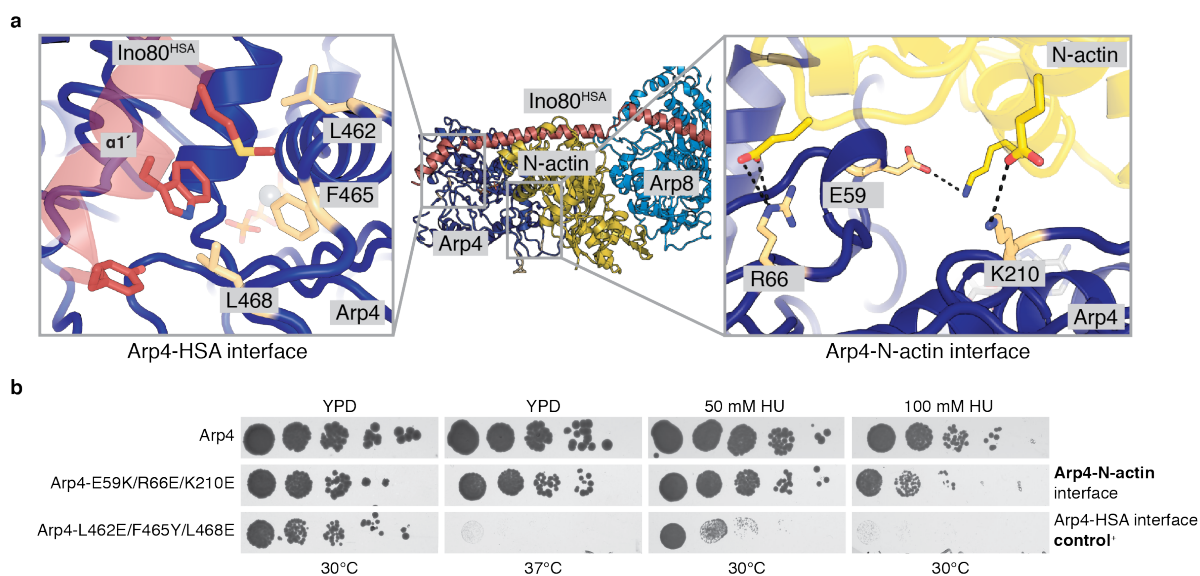 a
Ino80HSA
α1´
L462
F465
L468
Arp4
Arp4-HSA interface
Ino80HSA
N-actin
Arp8
Arp4
N-actin
E59
R66
K210
Arp4
Arp4-N-actin interface
b
YPD YPD 50 mM HU 100 mM HU
Arp4
Arp4-E59K/R66E/K210E
Arp4-N-actin
interface
Arp4-L462E/F465Y/L468E
Arp4-HSA interface
control
30°C 37°C 30°C 30°C